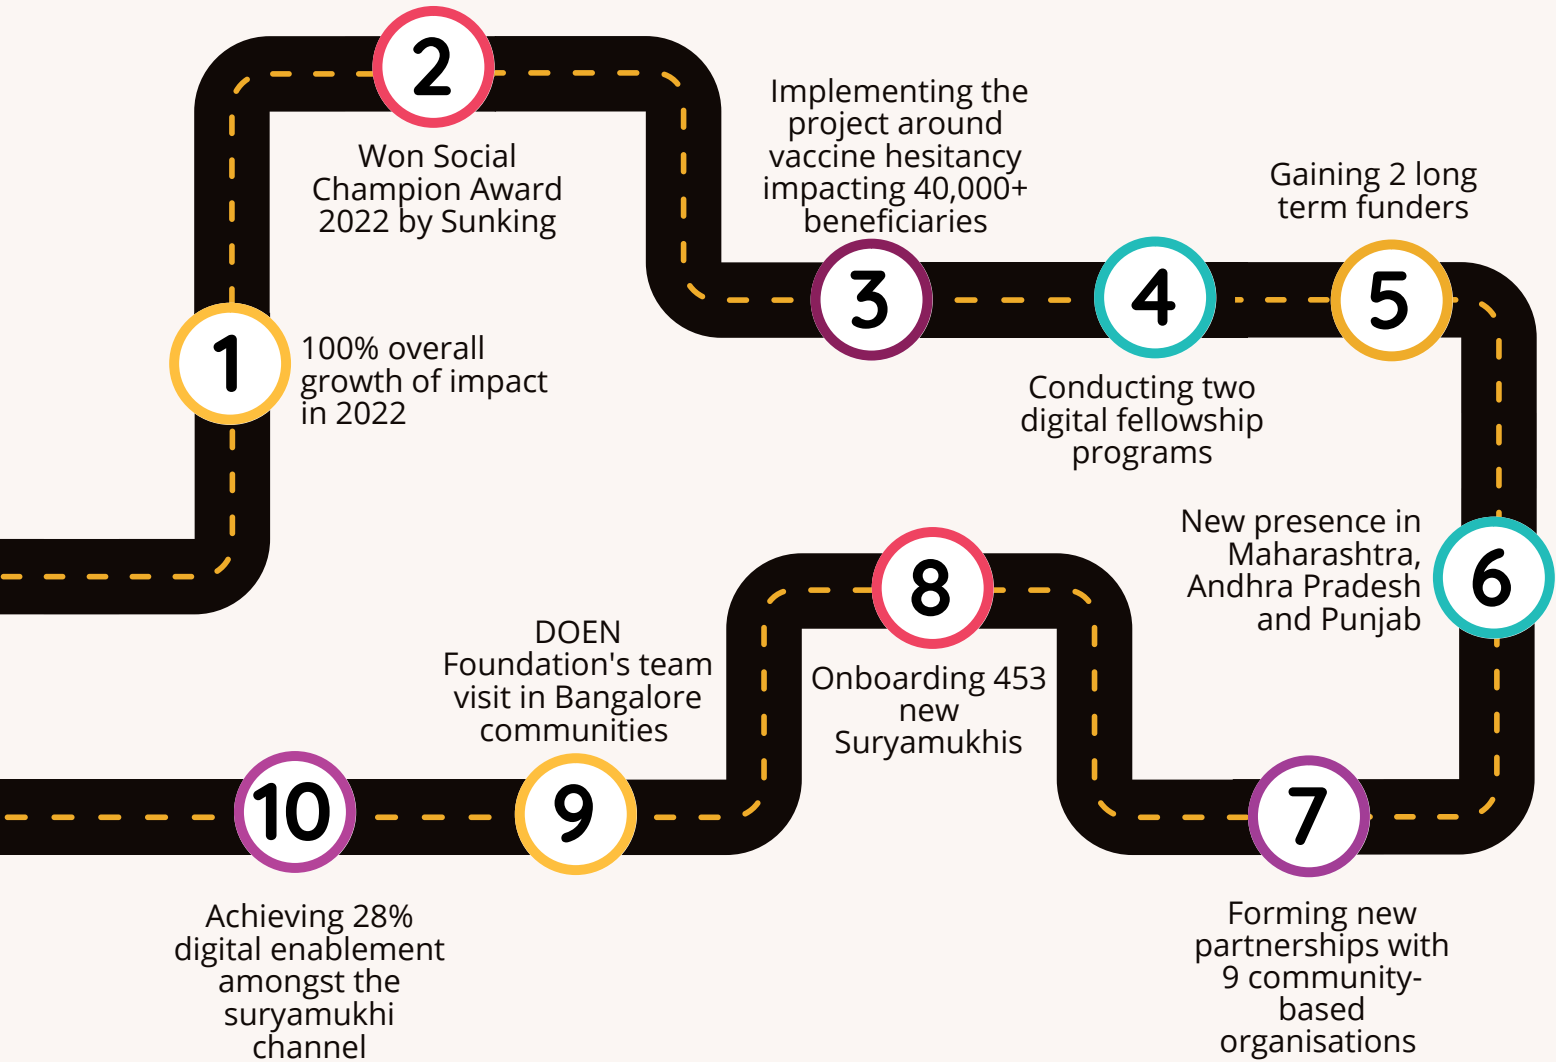 1
100% overall
growth of impact
in 2022
2
Won Social
Champion Award
2022 by Sunking
Implementing the
project around
vaccine hesitancy
impacting 40,000+
beneficiaries
3
4
Conducting two
digital fellowship
programs
Gaining 2 long
term funders
5
New presence in
Maharashtra,
Andhra Pradesh
and Punjab
6
7
Forming new
partnerships with
9 community-
based
organisations
8
Onboarding 453
new
Suryamukhis
DOEN
Foundation's team
visit in Bangalore
communities
9
10
Achieving 28%
digital enablement
amongst the
suryamukhi
channel